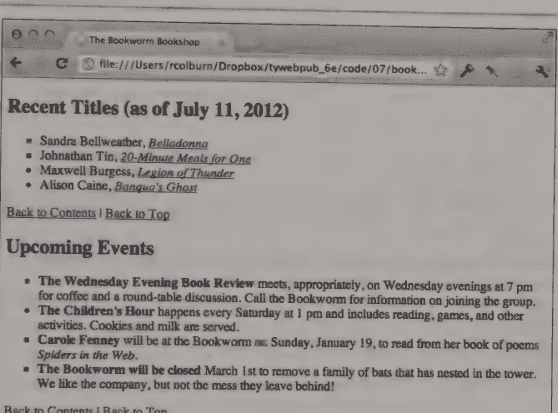 The Bookworm Bookshop
file:///Users/rcolburn/Dropbox/tywebpub_6e/code/07/book...
Recent Titles (as of July 11, 2012)
Sandra Bellweather, Belladonna
Johnathan Tin, 20-Minute Meals for One
Maxwell Burgess, Legion of Thunder
Alison Caine, Banquo's Ghost
Back to Contents | Back to Top
Upcoming Events
The Wednesday Evening Book Review meets, appropriately, on Wednesday evenings at 7 pm
for coffee and a round-table discussion. Call the Bookworm for information on joining the group.
The Children's Hour happens every Saturday at 1 pm and includes reading, games, and other
activities. Cookies and milk are served.
Carole Fenney will be at the Bookworm Sunday, January 19, to read from her book of poems
Spiders in the Web.
The Bookworm will be closed March 1st to remove a family of bats that has nested in the tower.
We like the company, but not the mess they leave behind!
Back to Contents | Back to Top